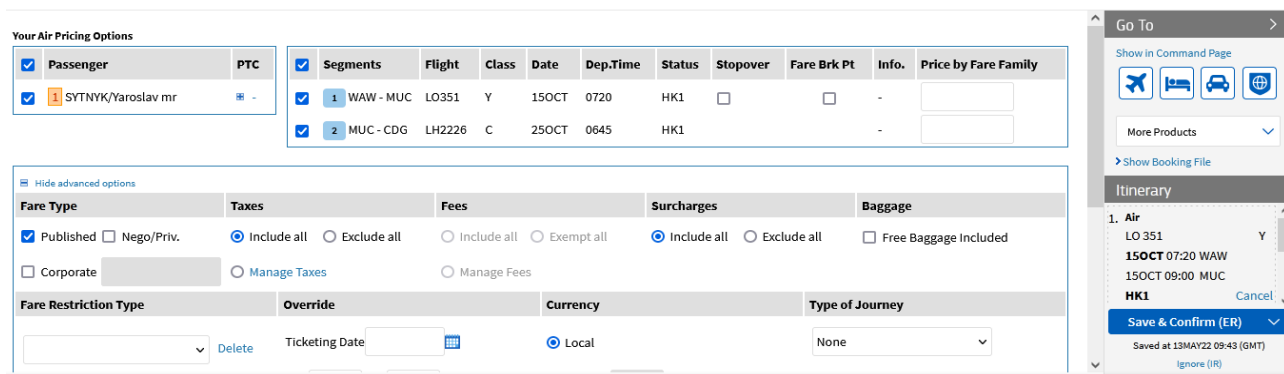 Your Air Pricing Options
Passenger PTC
1 SYTNYK/Yaroslav mr -
Segments Flight Class Date Dep.Time Status Stopover Fare Brk Pt Info. Price by Fare Family
1 WAW - MUC LO351 Y 15OCT 0720 HK1 -
2 MUC - CDG LH2226 C 25OCT 0645 HK1 -
Hide advanced options
Fare Type Taxes Fees Surcharges Baggage
Published Nego/Priv. Include all Exclude all Include all Exempt all Include all Exclude all Free Baggage Included
Corporate Manage Taxes Manage Fees
Fare Restriction Type Override Currency Type of Journey
Delete Ticketing Date Local None
Go To
Show in Command Page
More Products
Show Booking File
Itinerary
1. Air
LO 351 Y
15OCT 07:20 WAW
15OCT 09:00 MUC
HK1 Cancel
Save & Confirm (ER)
Saved at 13MAY22 09:43 (GMT)
Ignore (IR)